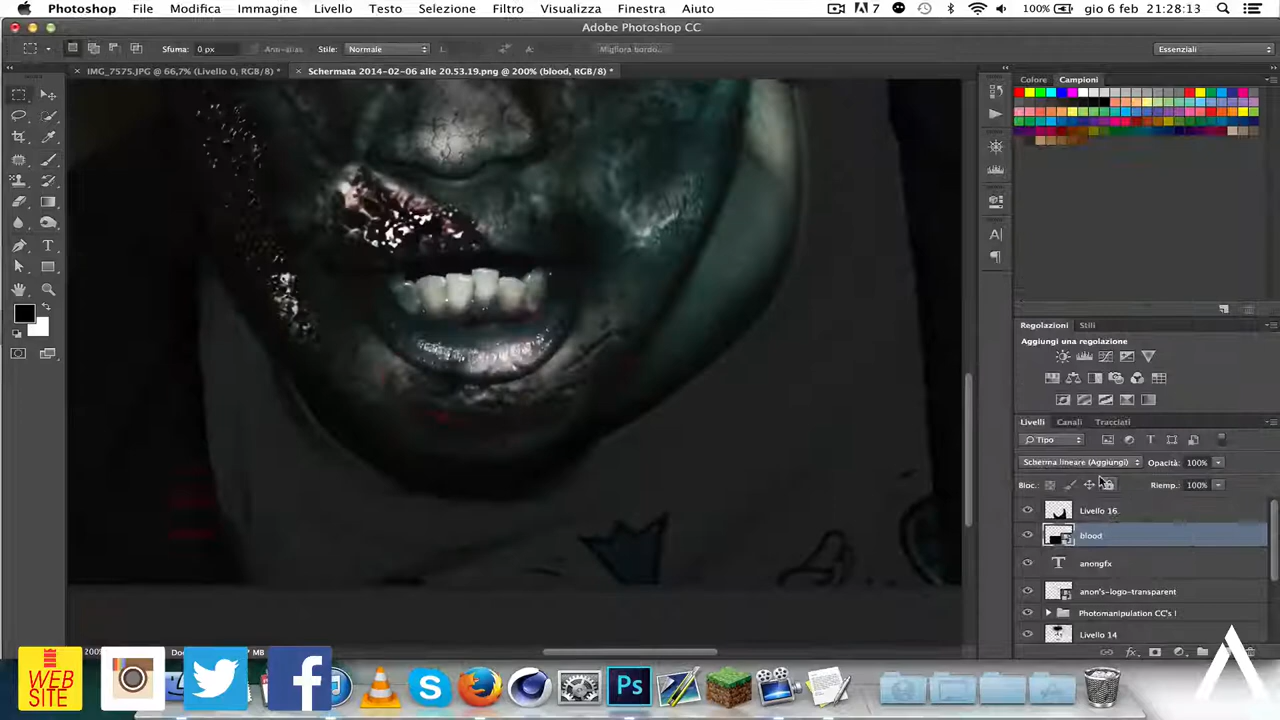 Photoshop File Modifica Immagine Livello Testo Selezione Filtro Visualizza Finestra Aiuto 7 100% gio 6 feb 21:28:13
Adobe Photoshop CC
Sfuma: 0 px Anti-alias Stile: Normale L: A: Migliora bordo... Essenziali
IMG_7575.JPG @ 66,7% (Livello 0, RGB/8) * Schermata 2014-02-06 alle 20.53.19.png @ 200% (blood, RGB/8) *
Colore Campioni
Regolazioni Stili
Aggiungi una regolazione
Livelli Canali Tracciati
Tipo
Scherma lineare (Aggiungi) Opacità: 100%
Bloc.: Riemp.: 100%
Livello 16
blood
anongfx
anon's-logo-transparent
Photomanipulation CC's
Livello 14
WEB
SITE
Ps